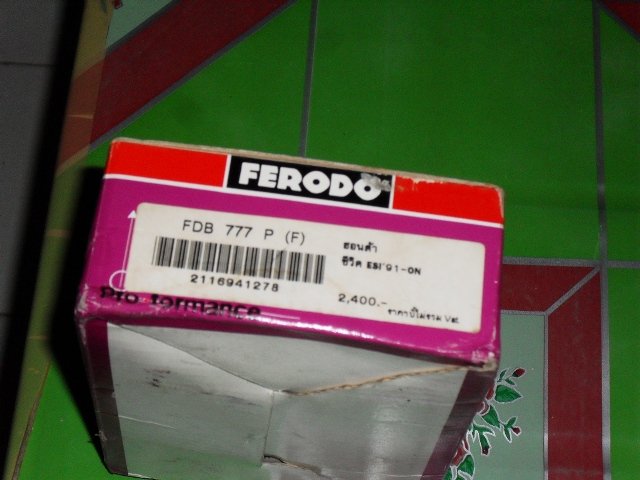 FERODO
FDB 777 P (F)
2116941278
ฮอนด้า
ซีวิค ESI'91-ON
2,400.-
ราคานี้ไม่รวม Vat
Pro formance